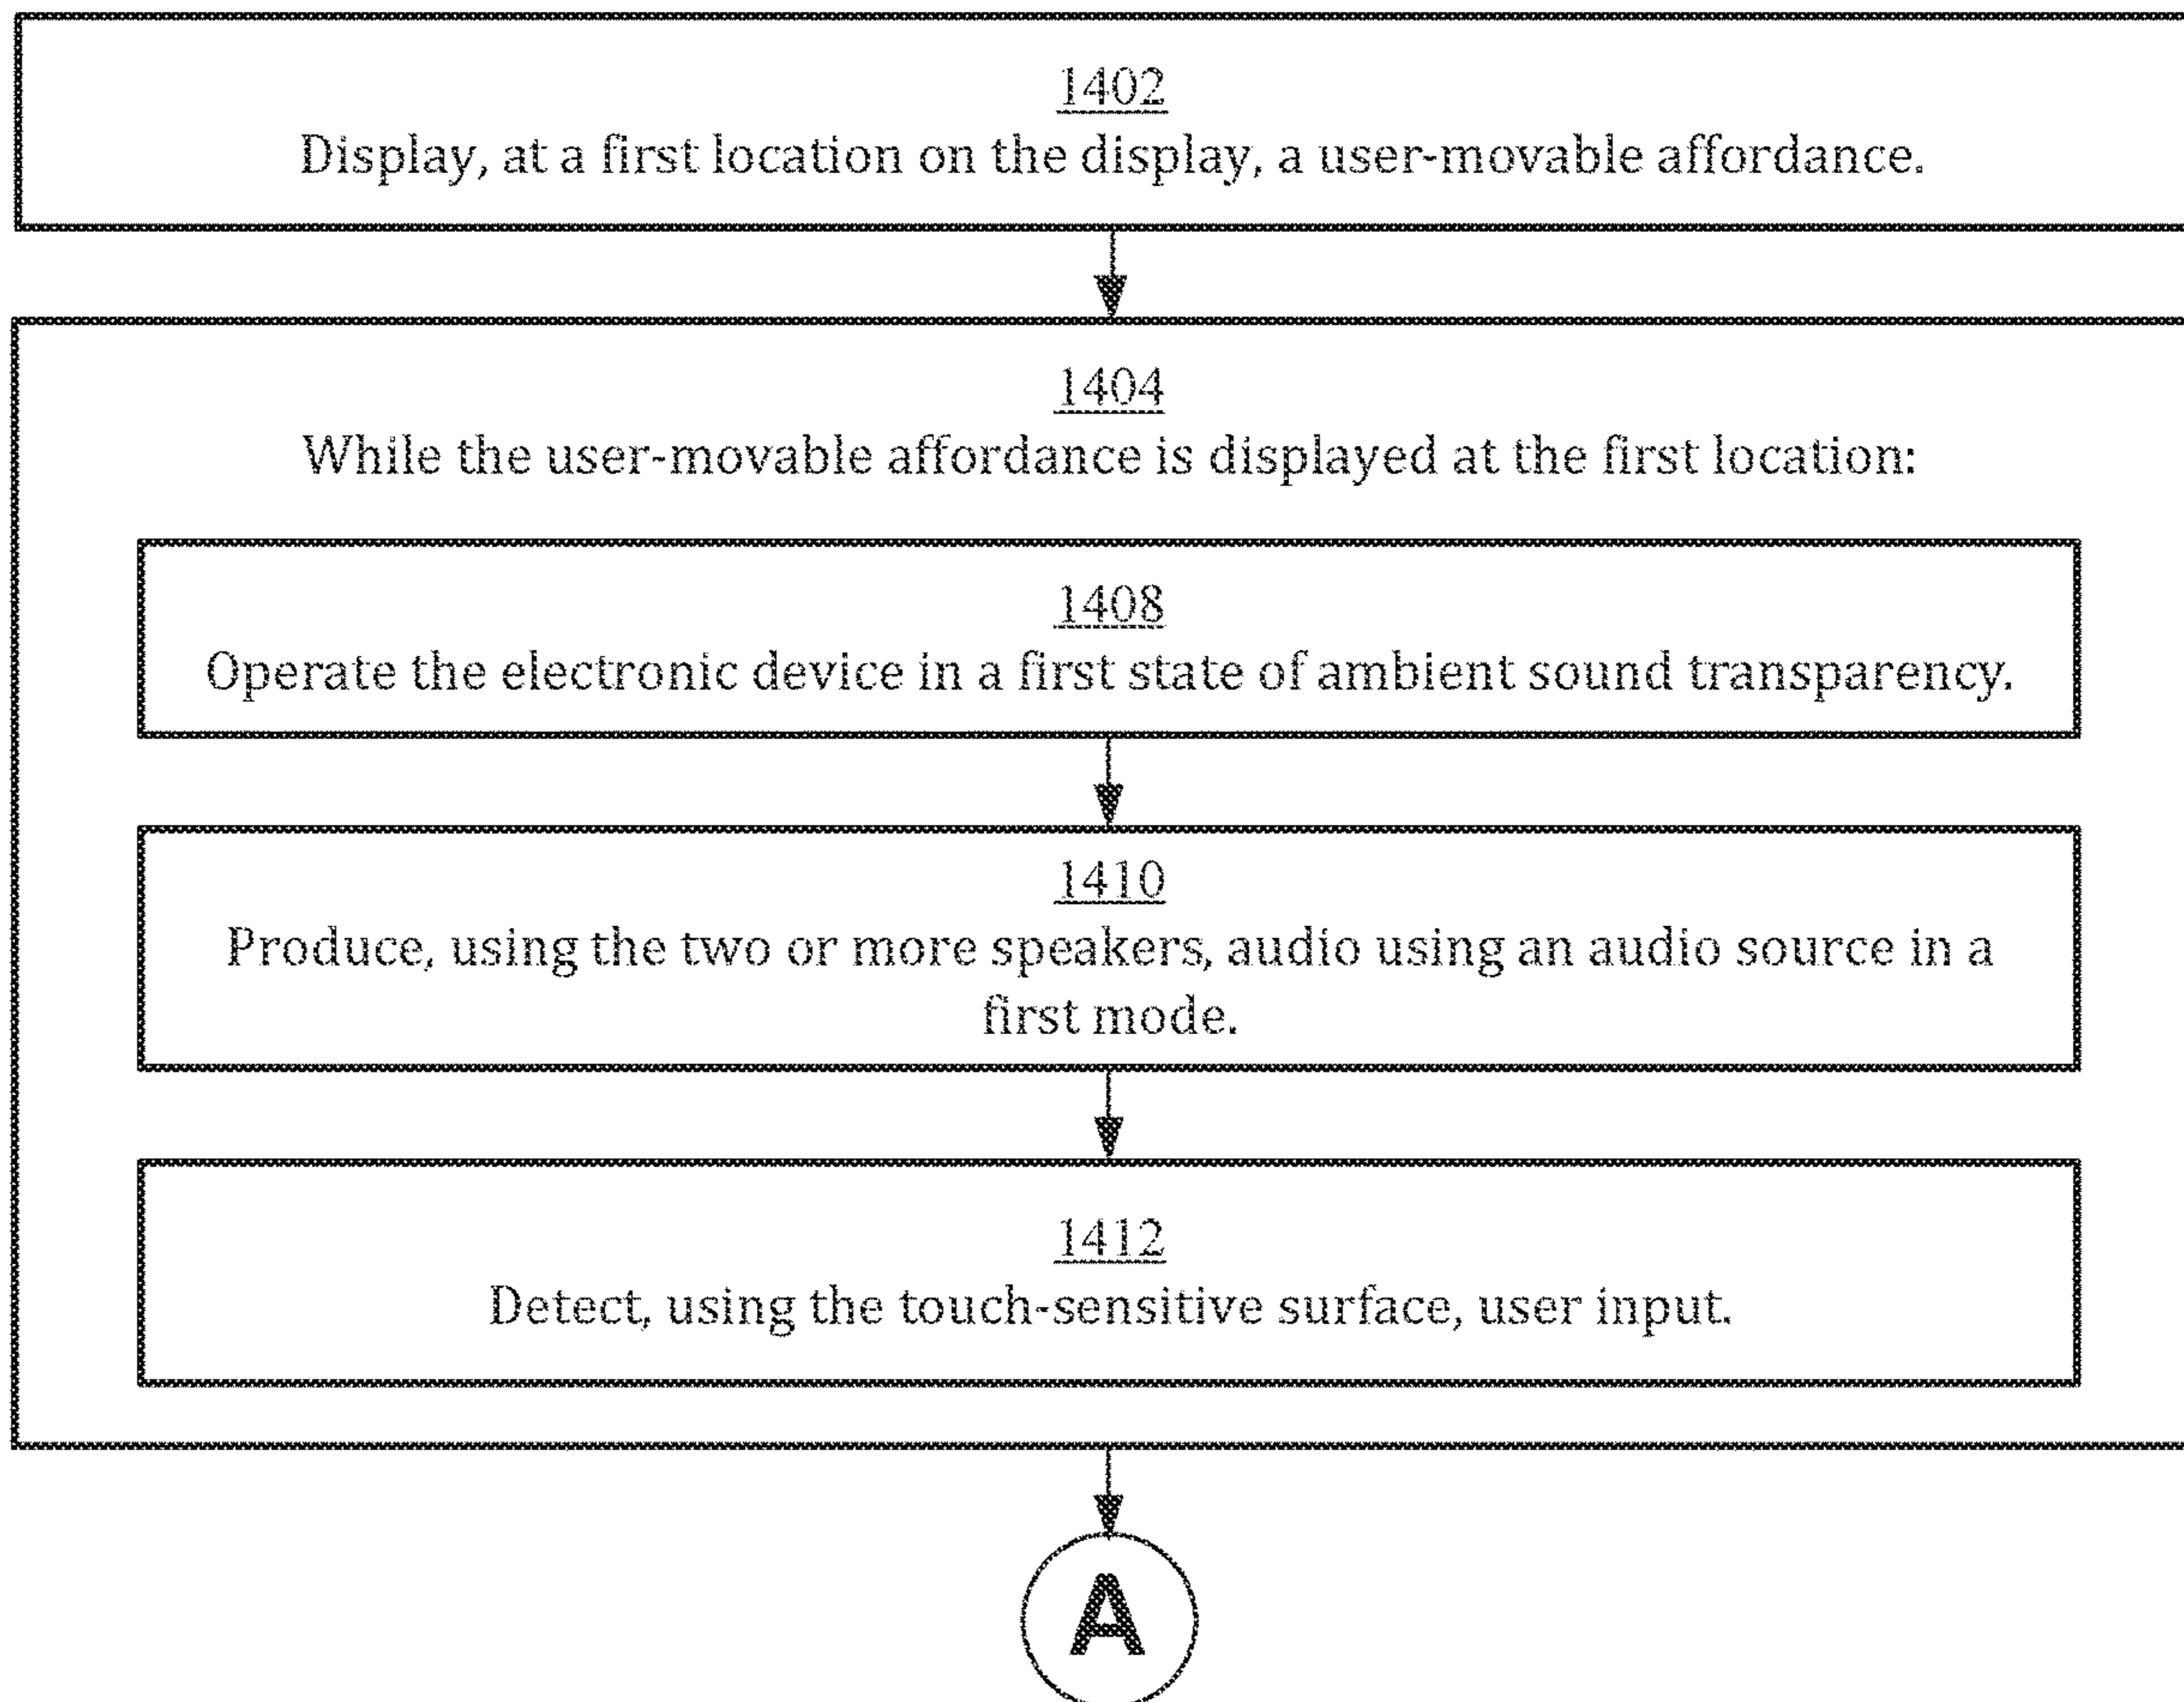 1402
Display, at a first location on the display, a user-movable affordance.
1404
While the user-movable affordance is displayed at the first location:
1408
Operate the electronic device in a first state of ambient sound transparency.
1410
Produce, using the two or more speakers, audio using an audio source in a
first mode.
1412
Detect, using the touch-sensitive surface, user input.
A